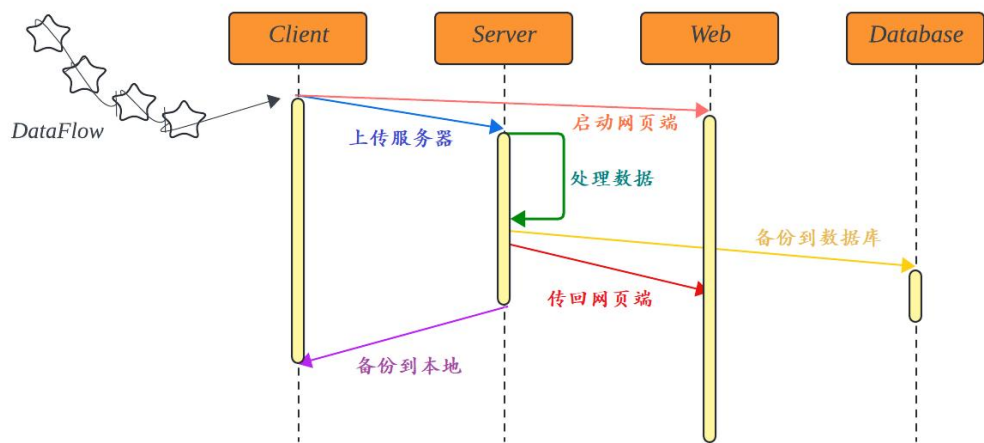 Client
Server
Web
Database
DataFlow
上传服务器
启动网页端
处理数据
备份到数据库
传回网页端
备份到本地